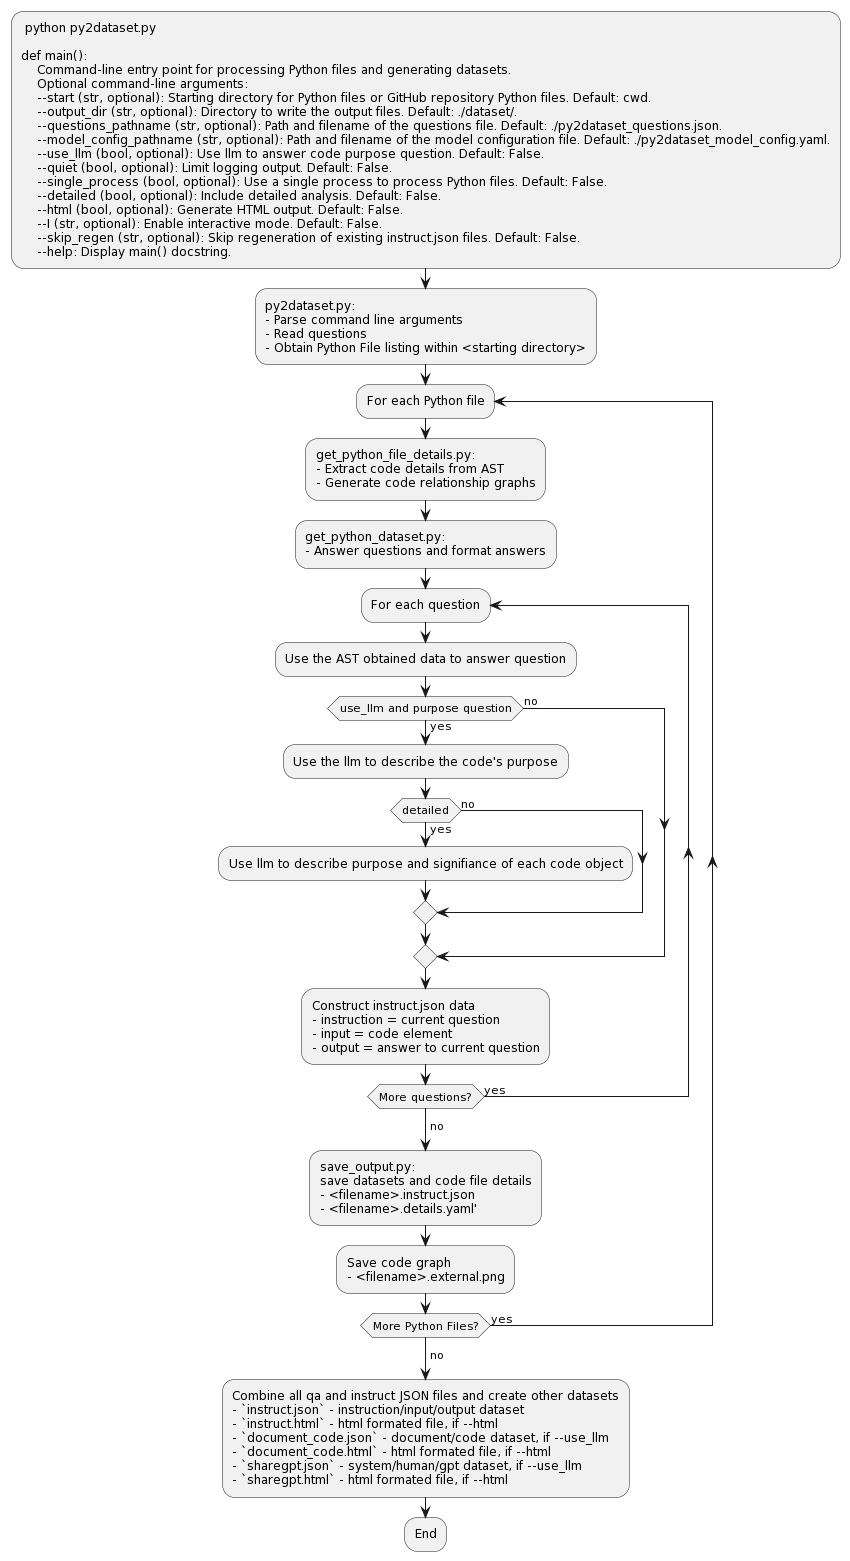 python py2dataset.py
def main():
Command-line entry point for processing Python files and generating datasets.
Optional command-line arguments:
--start (str, optional): Starting directory for Python files or GitHub repository Python files. Default: cwd.
--output_dir (str, optional): Directory to write the output files. Default: ./dataset/.
--questions_pathname (str, optional): Path and filename of the questions file. Default: ./py2dataset_questions.json.
--model_config_pathname (str, optional): Path and filename of the model configuration file. Default: ./py2dataset_model_config.yaml.
--use_llm (bool, optional): Use llm to answer code purpose question. Default: False.
--quiet (bool, optional): Limit logging output. Default: False.
--single_process (bool, optional): Use a single process to process Python files. Default: False.
--detailed (bool, optional): Include detailed analysis. Default: False.
--html (bool, optional): Generate HTML output. Default: False.
--I (str, optional): Enable interactive mode. Default: False.
--skip_regen (str, optional): Skip regeneration of existing instruct.json files. Default: False.
--help: Display main() docstring.
py2dataset.py:
- Parse command line arguments
- Read questions
- Obtain Python File listing within <starting directory>
For each Python file
get_python_file_details.py:
- Extract code details from AST
- Generate code relationship graphs
get_python_dataset.py:
- Answer questions and format answers
For each question
Use the AST obtained data to answer question
use_llm and purpose question
no
yes
Use the llm to describe the code's purpose
detailed
no
yes
Use llm to describe purpose and signifiance of each code object
Construct instruct.json data
- instruction = current question
- input = code element
- output = answer to current question
More questions?
yes
no
save_output.py:
save datasets and code file details
- <filename>.instruct.json
- <filename>.details.yaml'
Save code graph
- <filename>.external.png
More Python Files?
yes
no
Combine all qa and instruct JSON files and create other datasets
- `instruct.json` - instruction/input/output dataset
- `instruct.html` - html formated file, if --html
- `document_code.json` - document/code dataset, if --use_llm
- `document_code.html` - html formated file, if --html
- `sharegpt.json` - system/human/gpt dataset, if --use_llm
- `sharegpt.html` - html formated file, if --html
End